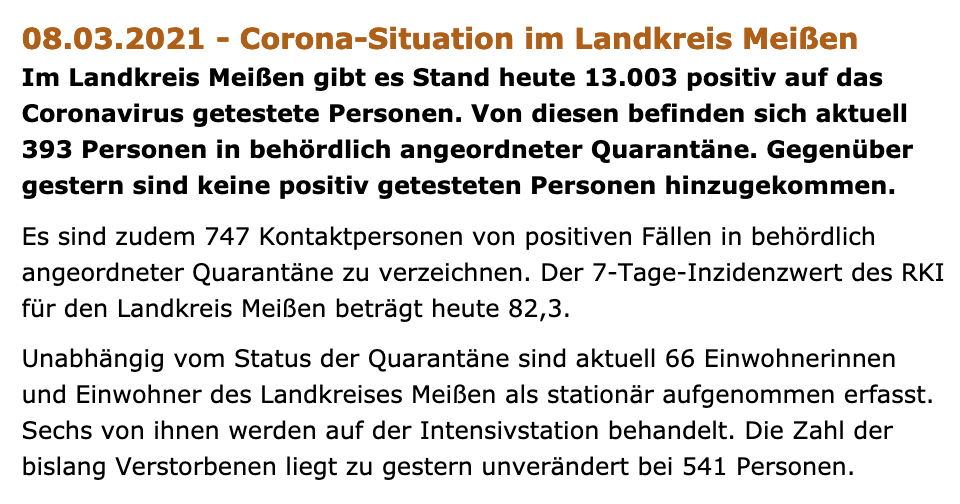 08.03.2021 - Corona-Situation im Landkreis Meißen
Im Landkreis Meißen gibt es Stand heute 13.003 positiv auf das
Coronavirus getestete Personen. Von diesen befinden sich aktuell
393 Personen in behördlich angeordneter Quarantäne. Gegenüber
gestern sind keine positiv getesteten Personen hinzugekommen.
Es sind zudem 747 Kontaktpersonen von positiven Fällen in behördlich
angeordneter Quarantäne zu verzeichnen. Der 7-Tage-Inzidenzwert des RKI
für den Landkreis Meißen beträgt heute 82,3.
Unabhängig vom Status der Quarantäne sind aktuell 66 Einwohnerinnen
und Einwohner des Landkreises Meißen als stationär aufgenommen erfasst.
Sechs von ihnen werden auf der Intensivstation behandelt. Die Zahl der
bislang Verstorbenen liegt zu gestern unverändert bei 541 Personen.